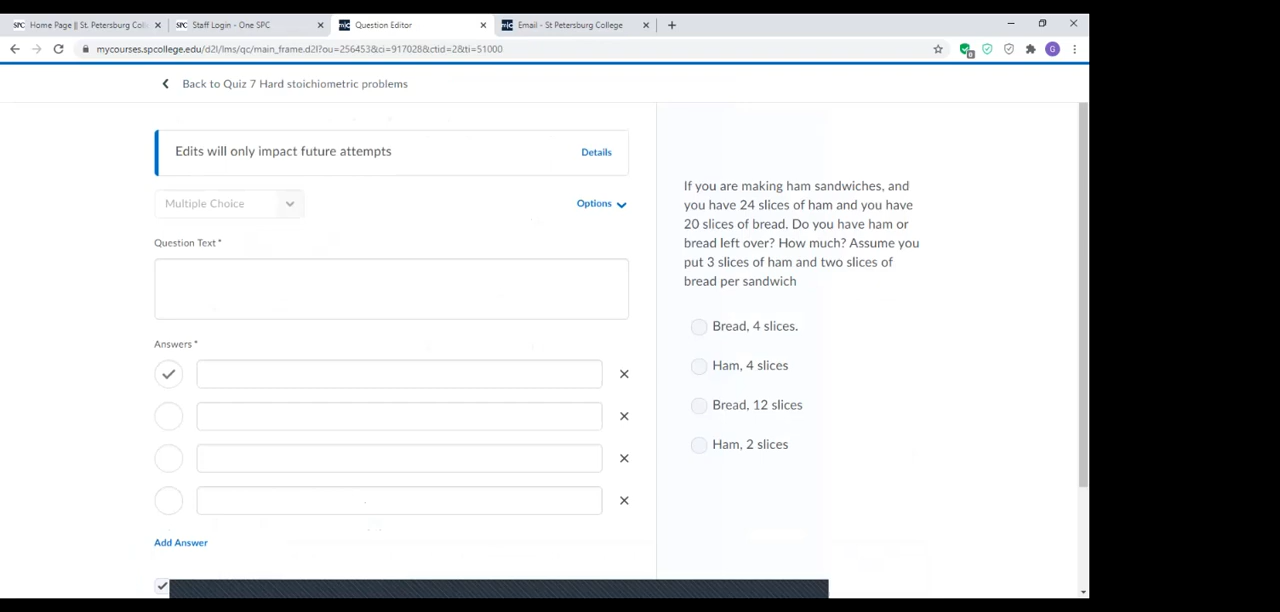 Home Page || St. Petersburg Coll
Staff Login - One SPC
Question Editor
Email - St Petersburg College
mycourses.spcollege.edu/d2l/lms/qc/main_frame.d2l?ou=256453&ci=917028&ctid=2&ti=51000
G
Back to Quiz 7 Hard stoichiometric problems
Edits will only impact future attempts
Details
Multiple Choice
Options
Question Text *
Answers *
Add Answer
If you are making ham sandwiches, and
you have 24 slices of ham and you have
20 slices of bread. Do you have ham or
bread left over? How much? Assume you
put 3 slices of ham and two slices of
bread per sandwich
Bread, 4 slices.
Ham, 4 slices
Bread, 12 slices
Ham, 2 slices